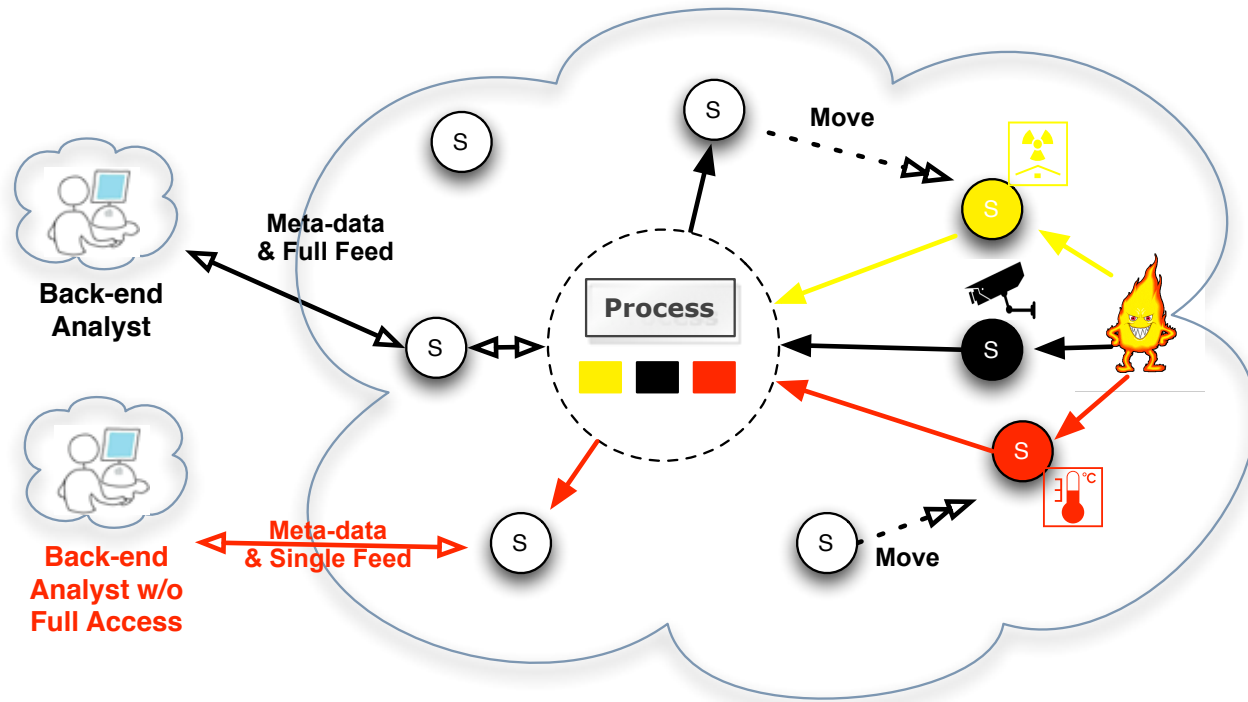 S
S
Move
S
Meta-data
& Full Feed
Back-end
Analyst
Process
S
S
°C
S
S
S
Move
Meta-data
& Single Feed
Back-end
Analyst w/o
Full Access